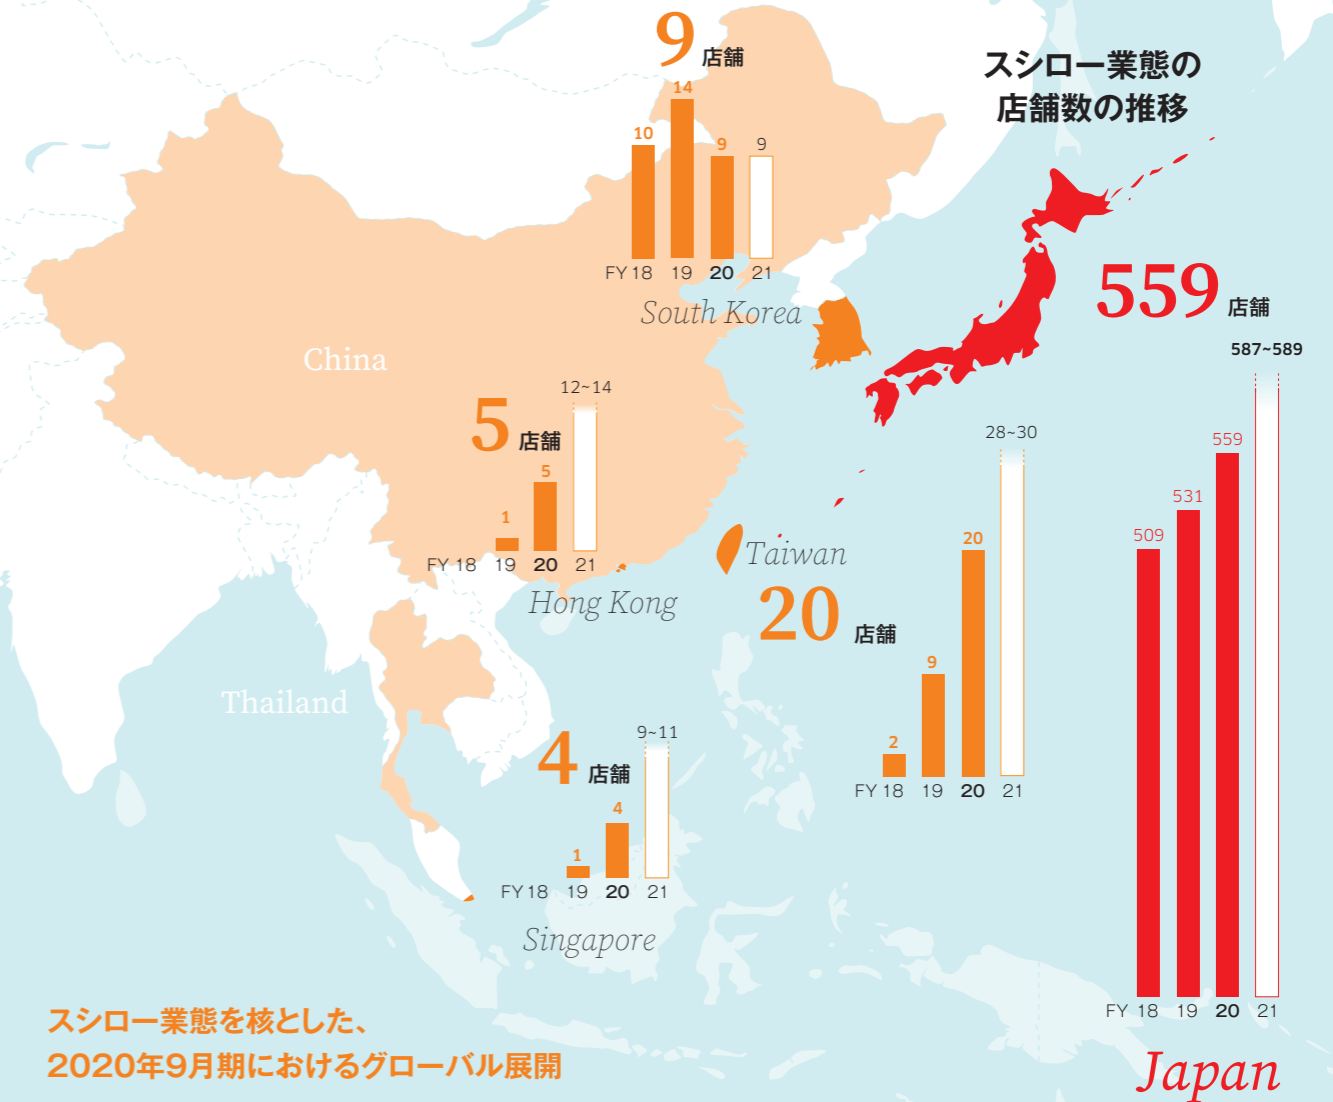 スシロー業態の
店舗数の推移
9 店舗
10 14 9 9
FY 18 19 20 21
South Korea
559 店舗
509 531 559 587~589
FY 18 19 20 21
Japan
China
5 店舗
1 5 12~14
FY 18 19 20 21
Hong Kong
Taiwan
20 店舗
2 9 20 28~30
FY 18 19 20 21
Thailand
4 店舗
1 4 9~11
FY 18 19 20 21
Singapore
スシロー業態を核とした、
2020年9月期におけるグローバル展開